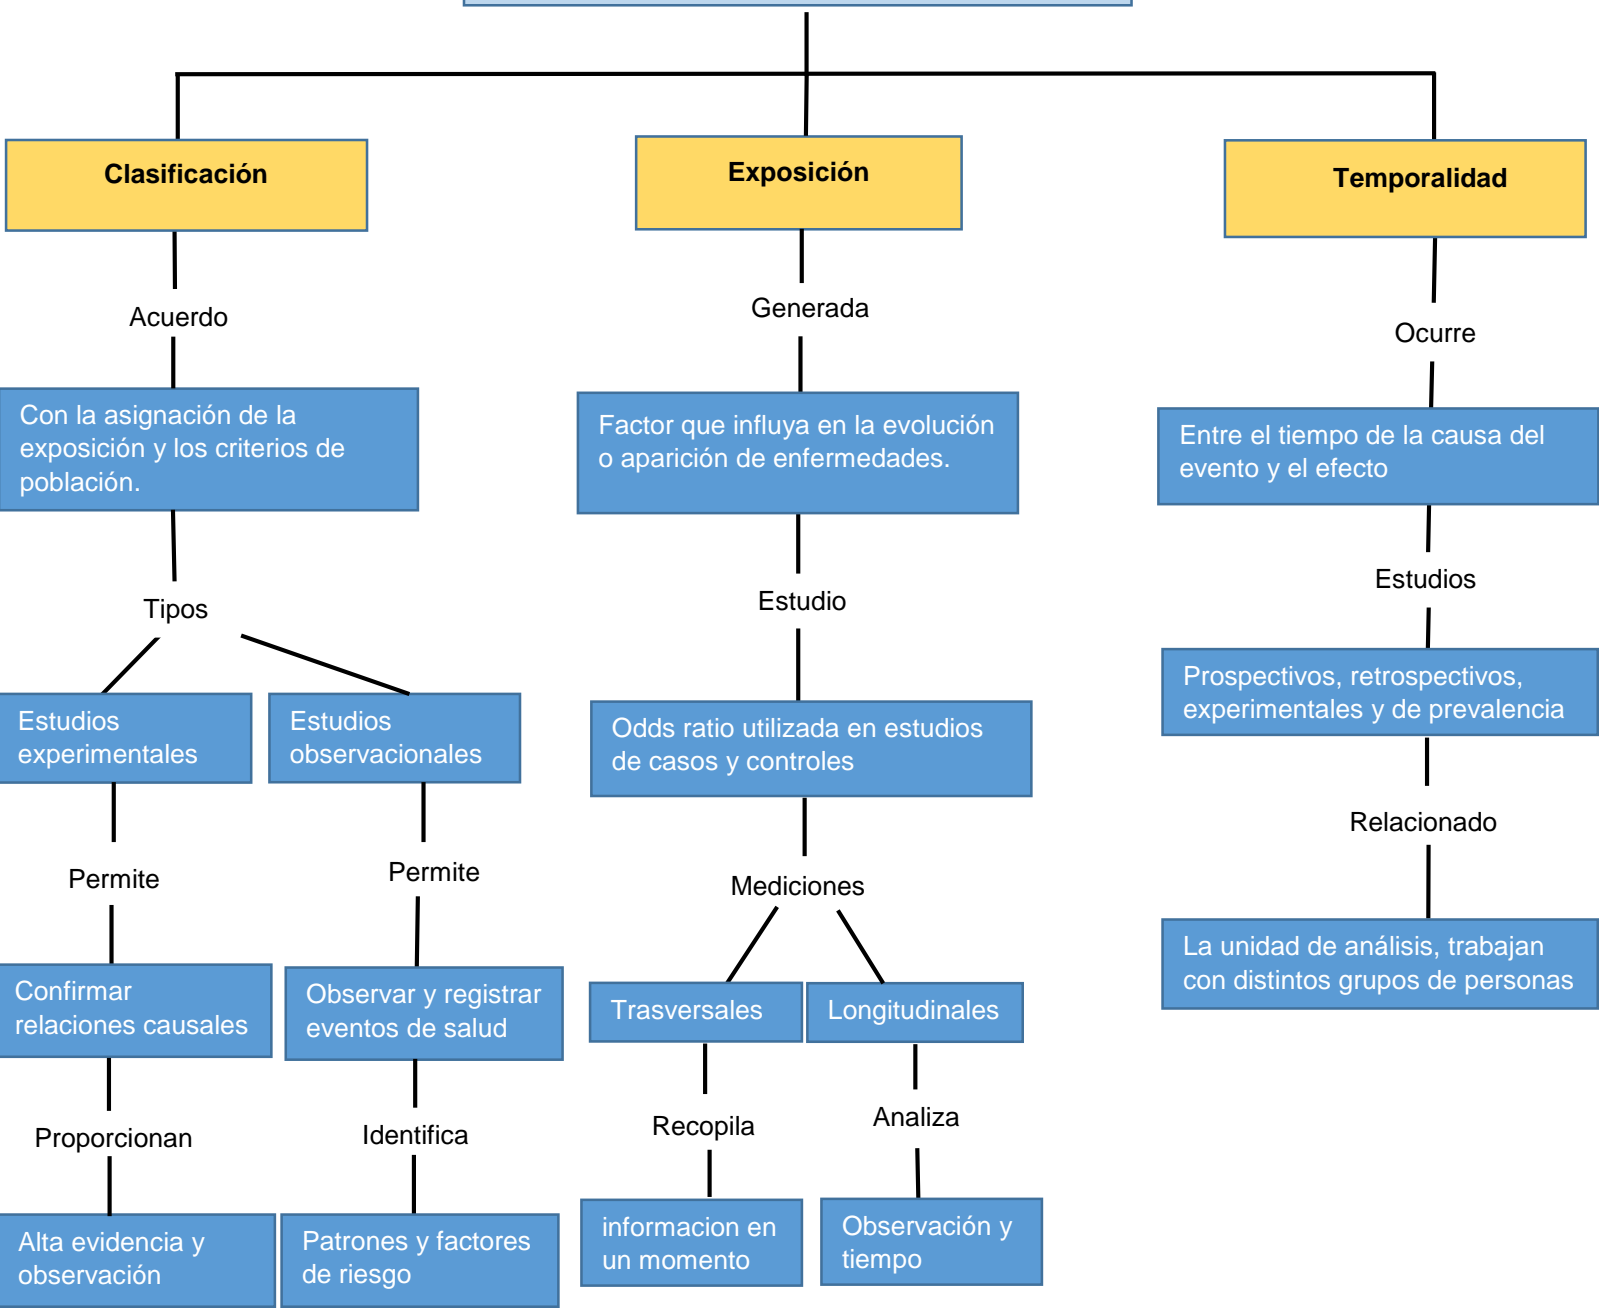 Clasificación
Acuerdo
Con la asignación de la
exposición y los criterios de
población.
Tipos
Estudios
experimentales
Permite
Confirmar
relaciones causales
Proporcionan
Alta evidencia y
observación
Estudios
observacionales
Permite
Observar y registrar
eventos de salud
Identifica
Patrones y factores
de riesgo
Exposición
Generada
Factor que influya en la evolución
o aparición de enfermedades.
Estudio
Odds ratio utilizada en estudios
de casos y controles
Mediciones
Trasversales
Recopila
informacion en
un momento
Longitudinales
Analiza
Observación y
tiempo
Temporalidad
Ocurre
Entre el tiempo de la causa del
evento y el efecto
Estudios
Prospectivos, retrospectivos,
experimentales y de prevalencia
Relacionado
La unidad de análisis, trabajan
con distintos grupos de personas